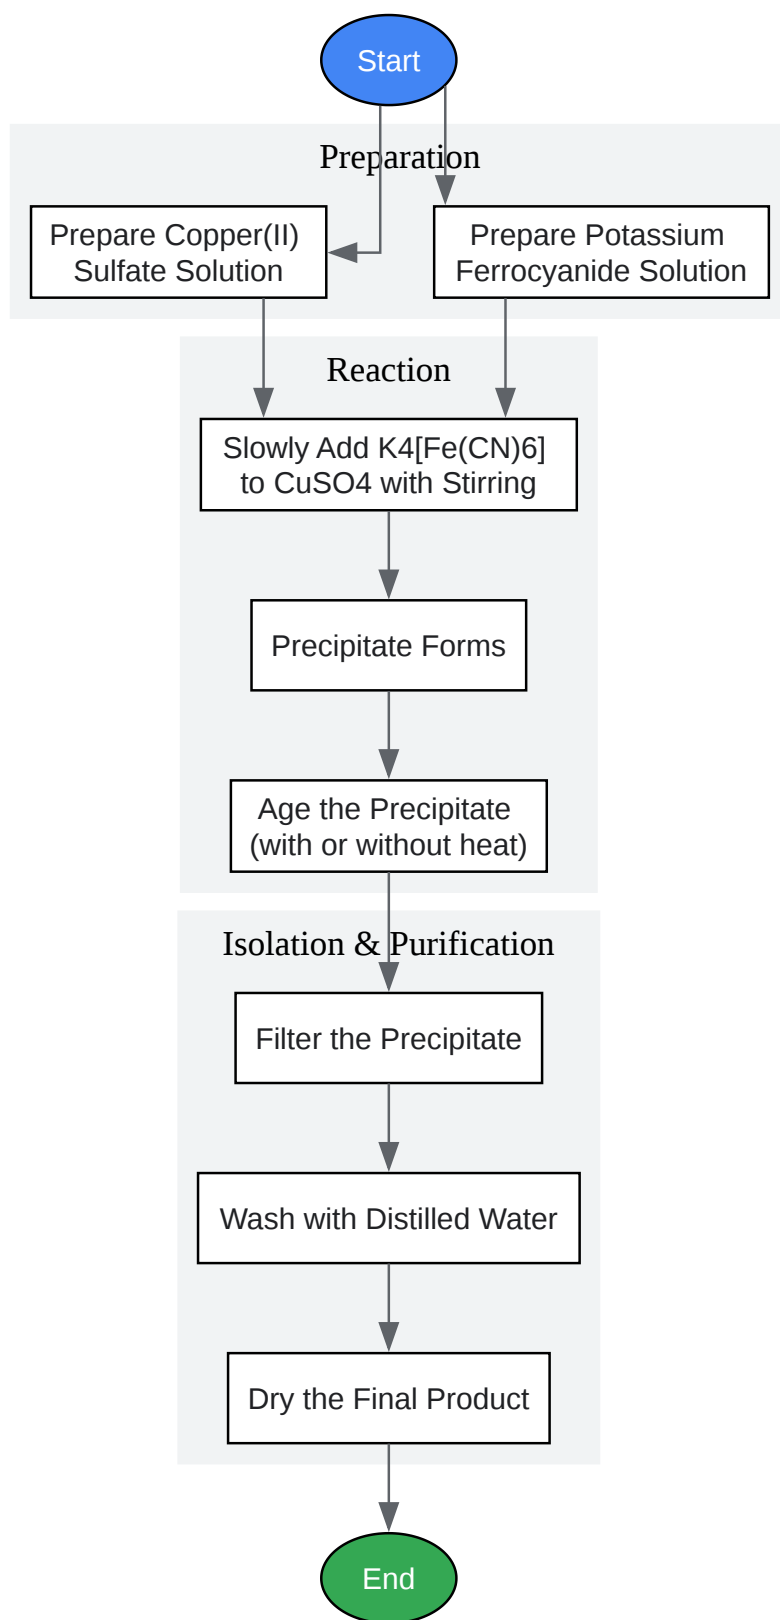 Start
Preparation
Prepare Copper(II)
Sulfate Solution
Prepare Potassium
Ferrocyanide Solution
Reaction
Slowly Add K4[Fe(CN)6]
to CuSO4 with Stirring
Precipitate Forms
Age the Precipitate
(with or without heat)
Isolation & Purification
Filter the Precipitate
Wash with Distilled Water
Dry the Final Product
End